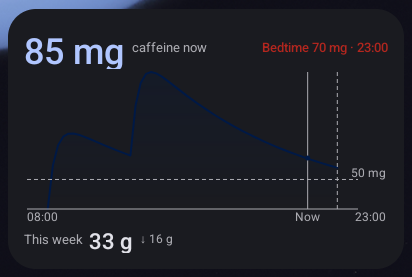 85 mg caffeine now Bedtime 70 mg · 23:00
50 mg
08:00 Now 23:00
This week 33 g ↓ 16 g